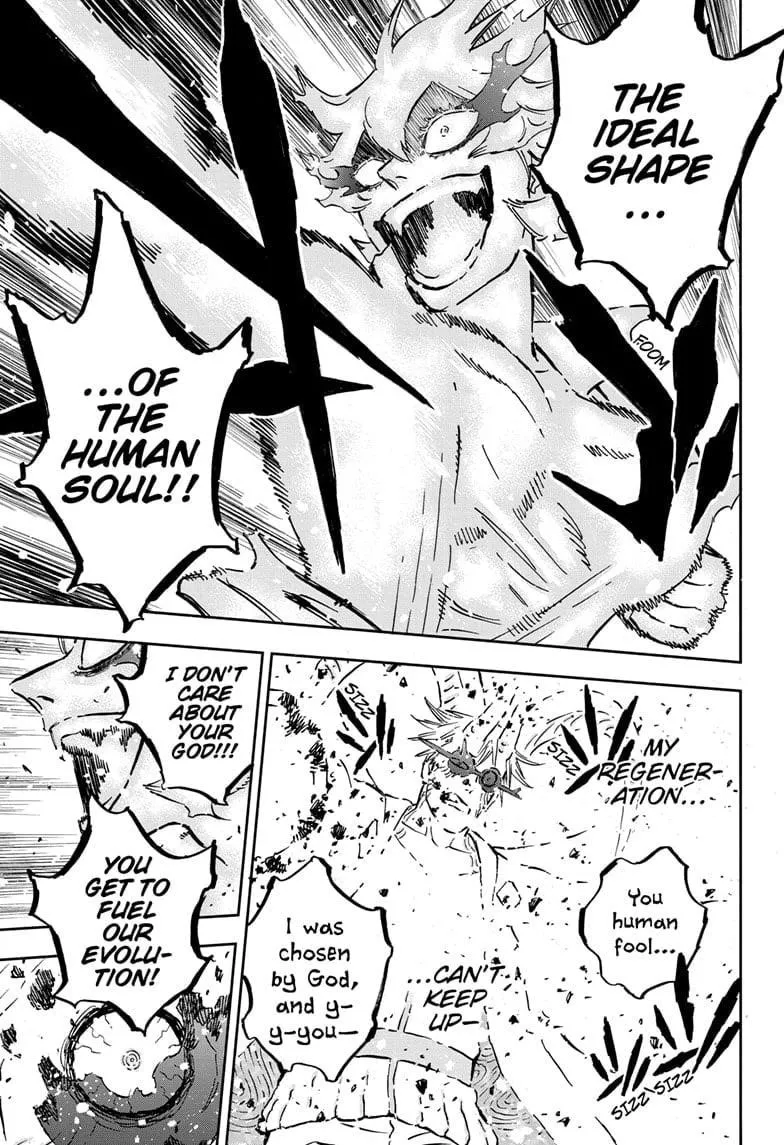 THE
IDEAL
SHAPE
...
FOOM
...OF
THE
HUMAN
SOUL!!
SIZZ
SIZZ
MY
REGENER-
ATION...
You
human
fool...
I was
chosen
by God,
and y-
y-you—
...CAN'T
KEEP
UP—
SIZZ
SIZZ SIZZ
I DON'T
CARE
ABOUT
YOUR
GOD!!!
YOU
GET TO
FUEL
OUR
EVOLU-
TION!